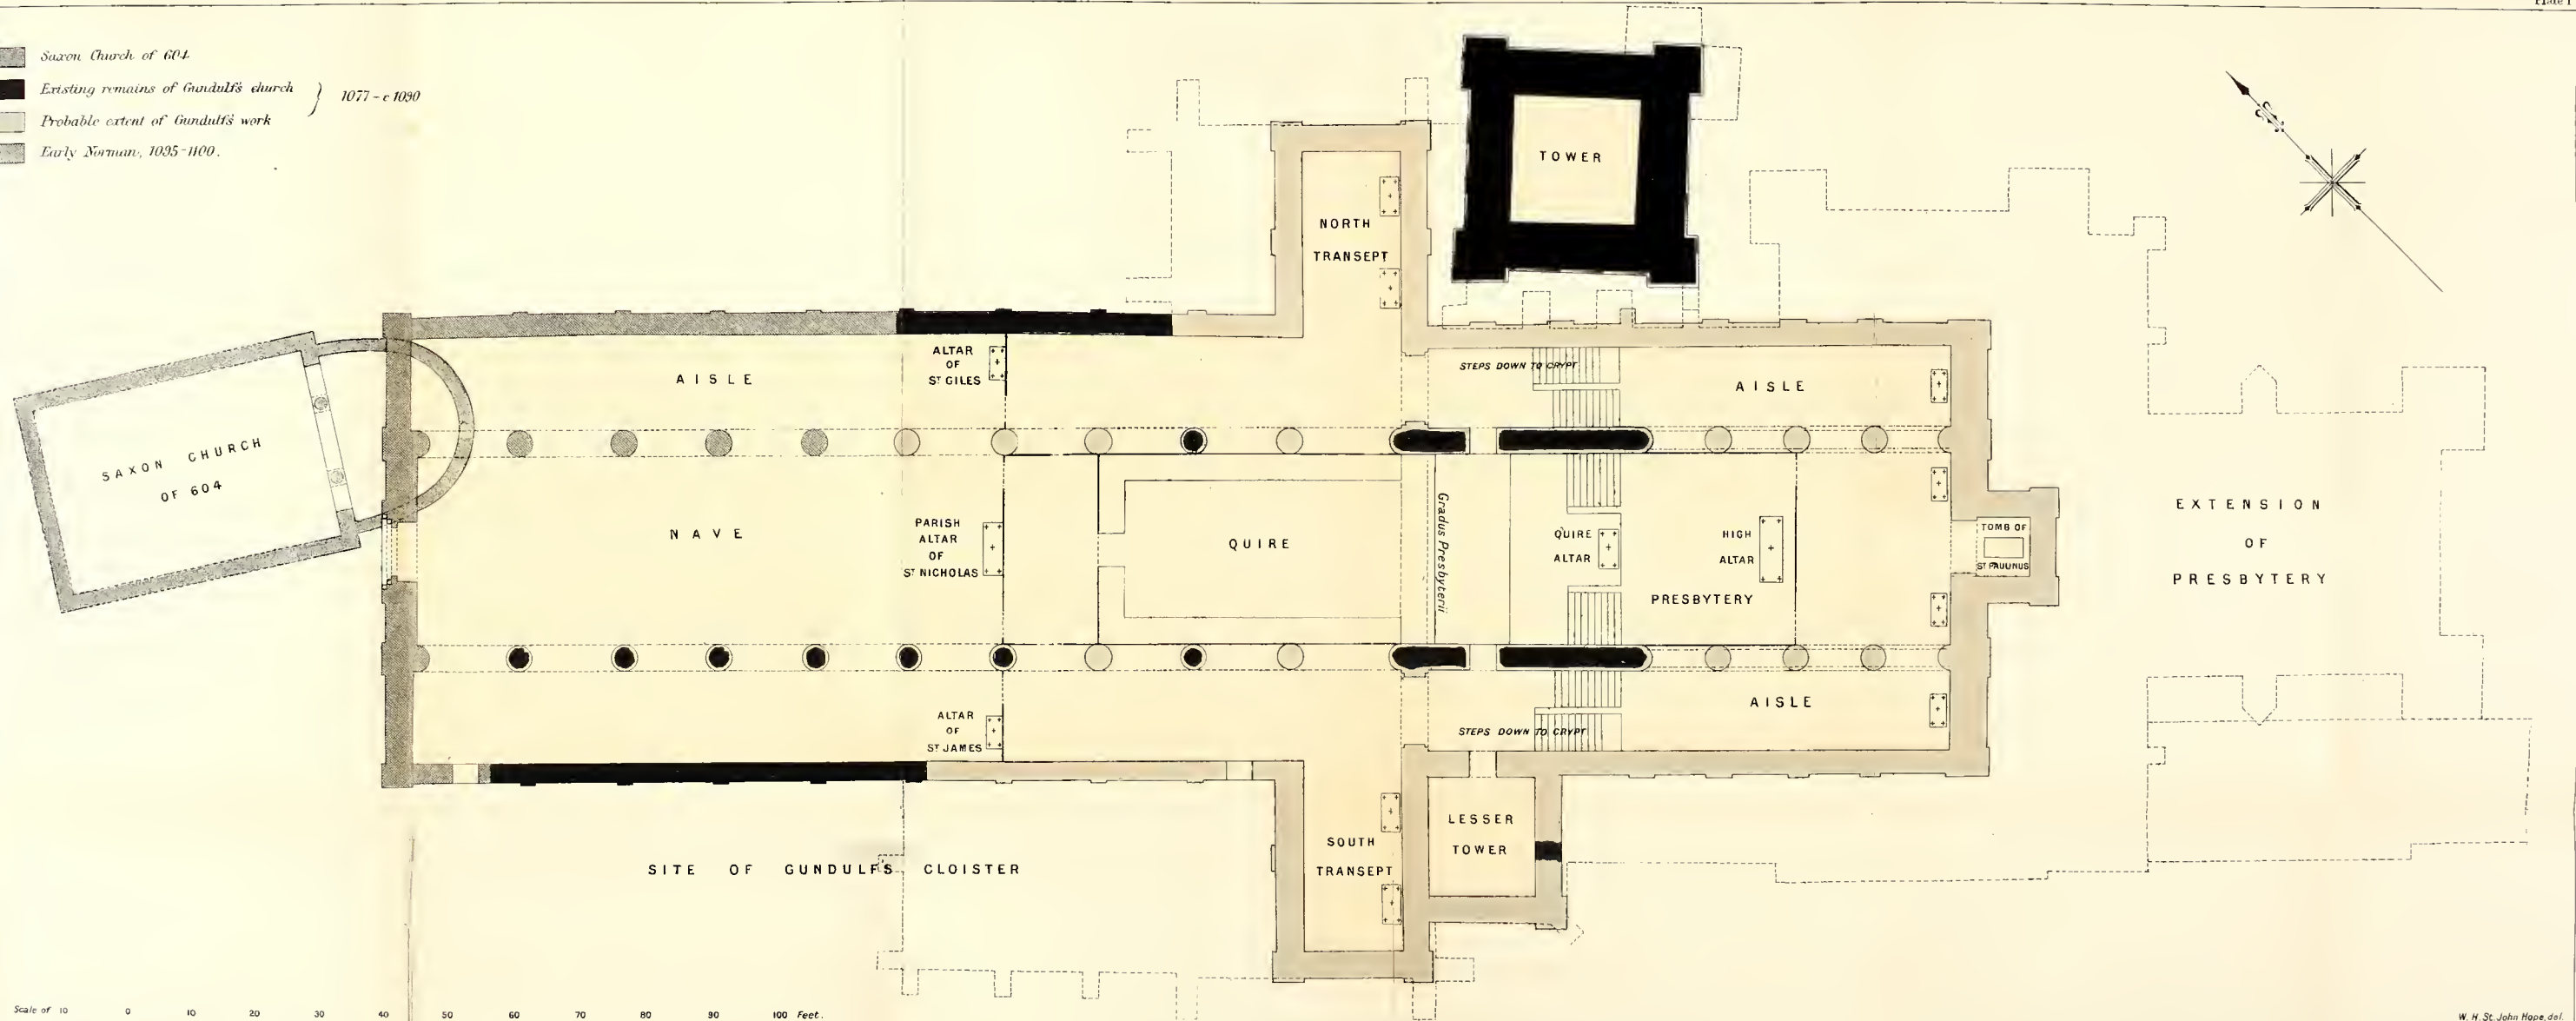 Plate I
Saxon Church of 604
Existing remains of Gundulf's church
Probable extent of Gundulf's work
} 1077 - c 1090
Early Norman, 1095-1100.
TOWER
NORTH
TRANSEPT
ALTAR
OF
ST GILES
AISLE
STEPS DOWN TO CRYPT
AISLE
SAXON CHURCH
OF 604
NAVE
PARISH
ALTAR
OF
ST NICHOLAS
QUIRE
Gradus Presbyterii
QUIRE
ALTAR
HIGH
ALTAR
PRESBYTERY
TOMB OF
ST PAULINUS
EXTENSION
OF
PRESBYTERY
ALTAR
OF
ST JAMES
STEPS DOWN TO CRYPT
AISLE
LESSER
TOWER
SOUTH
TRANSEPT
SITE OF GUNDULF'S CLOISTER
Scale of 10 0 10 20 30 40 50 60 70 80 90 100 Feet.
W. H. St. John Hope, del.